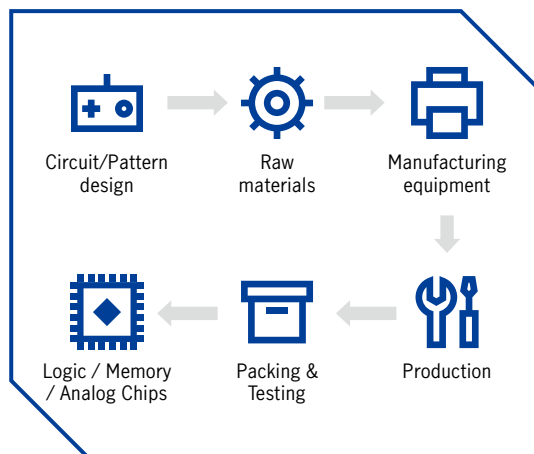 Circuit/Pattern
design
Raw
materials
Manufacturing
equipment
Logic / Memory
/ Analog Chips
Packing &
Testing
Production